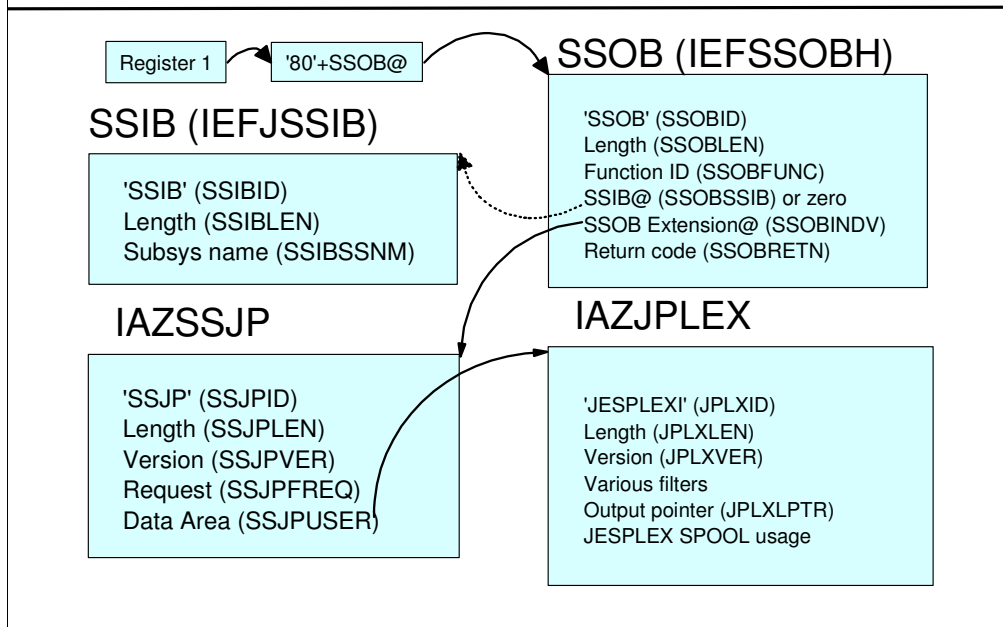 Register 1
'80'+SSOB@
SSOB (IEFSSOBH)
'SSOB' (SSOBID)
Length (SSOBLEN)
Function ID (SSOBFUNC)
SSIB@ (SSOBSSIB) or zero
SSOB Extension@ (SSOBINDV)
Return code (SSOBRETN)
SSIB (IEFJSSIB)
'SSIB' (SSIBID)
Length (SSIBLEN)
Subsys name (SSIBSSNM)
IAZSSJP
'SSJP' (SSJPID)
Length (SSJPLEN)
Version (SSJPVER)
Request (SSJPFREQ)
Data Area (SSJPUSER)
IAZJPLEX
'JESPLEXI' (JPLXID)
Length (JPLXLEN)
Version (JPLXVER)
Various filters
Output pointer (JPLXLPTR)
JESPLEX SPOOL usage